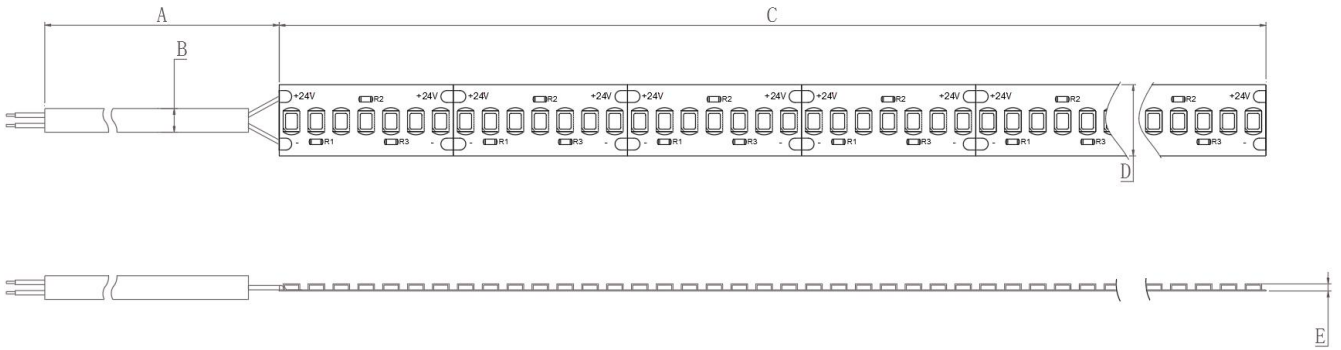 A C
B
+24V R2 +24V +24V R2 +24V +24V R2 +24V +24V R2 +24V +24V R2 R2 +24V
- R1 R3 - - R1 R3 - - R1 R3 - - R1 R3 - - R1 R3 R3 -
D
E